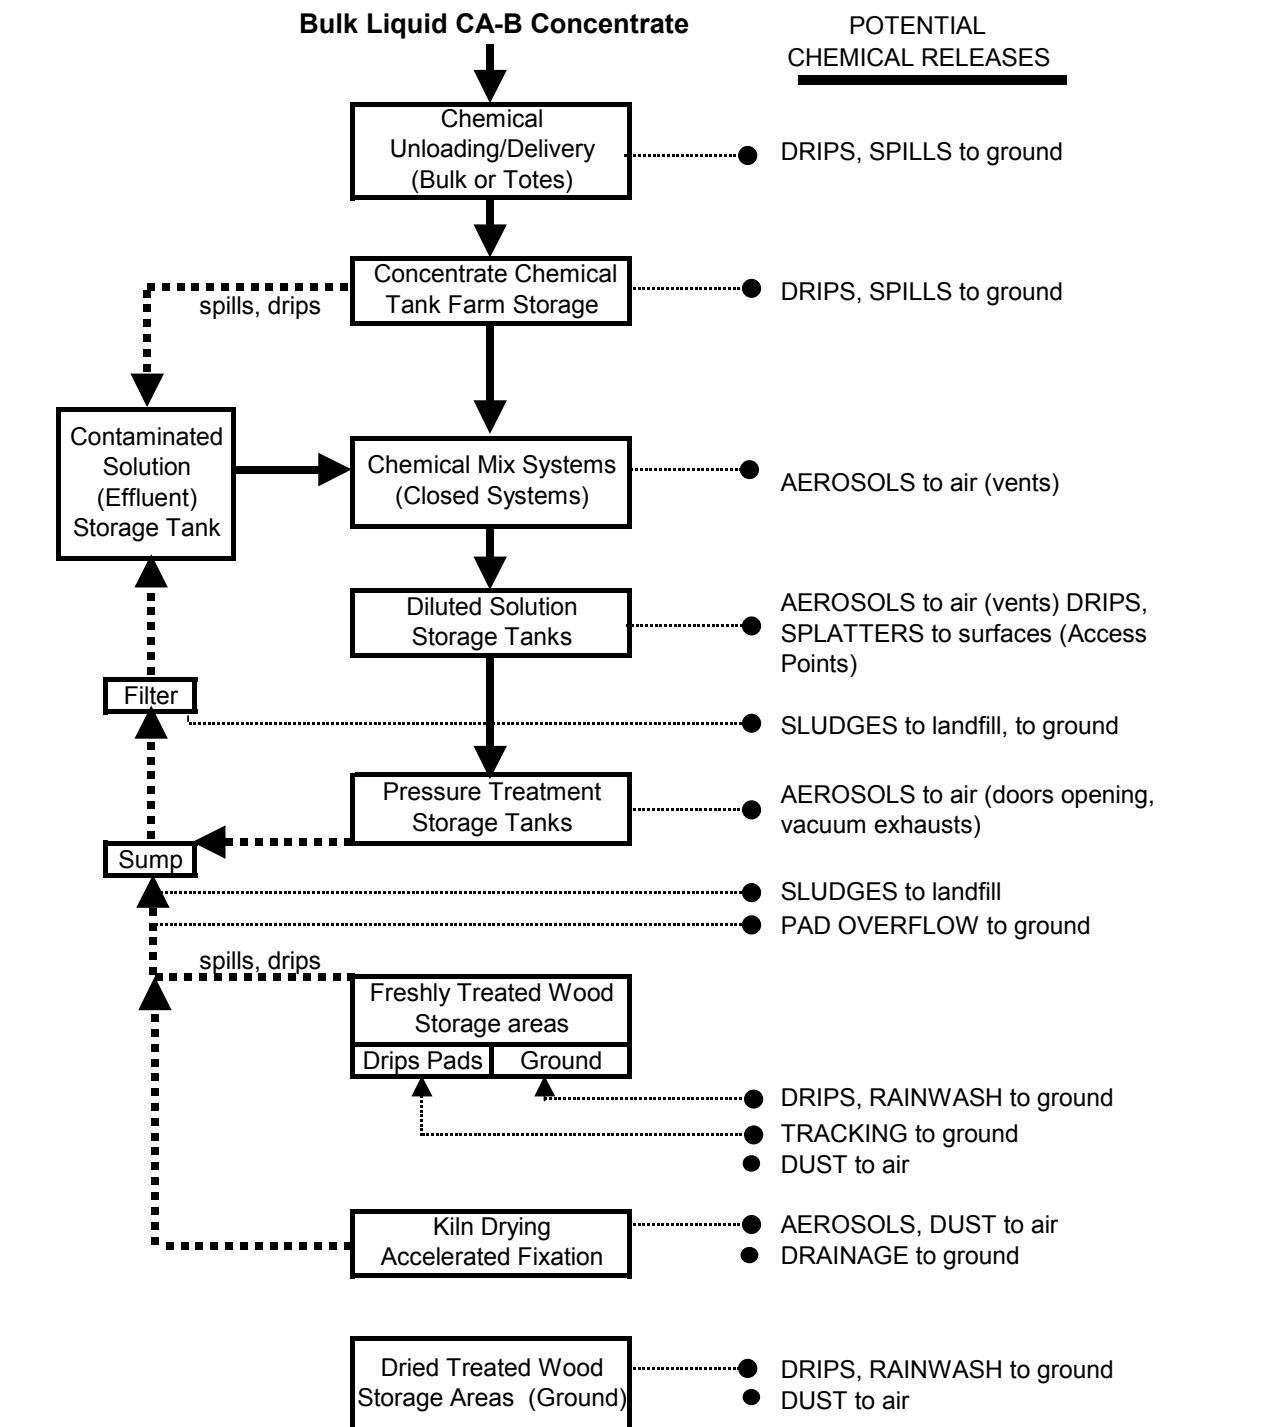 Bulk Liquid CA-B Concentrate
POTENTIAL
CHEMICAL RELEASES
Chemical
Unloading/Delivery
(Bulk or Totes)
DRIPS, SPILLS to ground
Concentrate Chemical
Tank Farm Storage
DRIPS, SPILLS to ground
spills, drips
Contaminated
Solution
(Effluent)
Storage Tank
Chemical Mix Systems
(Closed Systems)
AEROSOLS to air (vents)
Diluted Solution
Storage Tanks
AEROSOLS to air (vents) DRIPS,
SPLATTERS to surfaces (Access
Points)
Filter
SLUDGES to landfill, to ground
Pressure Treatment
Storage Tanks
AEROSOLS to air (doors opening,
vacuum exhausts)
Sump
SLUDGES to landfill
PAD OVERFLOW to ground
spills, drips
Freshly Treated Wood
Storage areas
Drips Pads
Ground
DRIPS, RAINWASH to ground
TRACKING to ground
DUST to air
Kiln Drying
Accelerated Fixation
AEROSOLS, DUST to air
DRAINAGE to ground
Dried Treated Wood
Storage Areas (Ground)
DRIPS, RAINWASH to ground
DUST to air